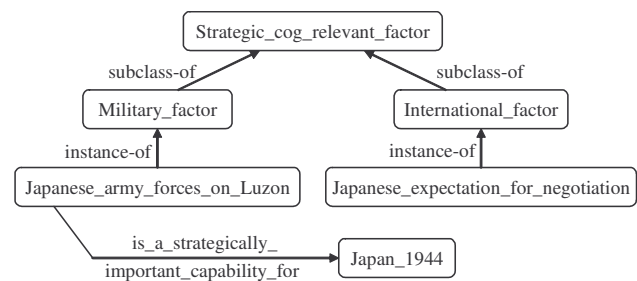 Strategic_cog_relevant_factor
subclass-of
subclass-of
Military_factor
International_factor
instance-of
instance-of
Japanese_army_forces_on_Luzon
Japanese_expectation_for_negotiation
is_a_strategically_
important_capability_for
Japan_1944